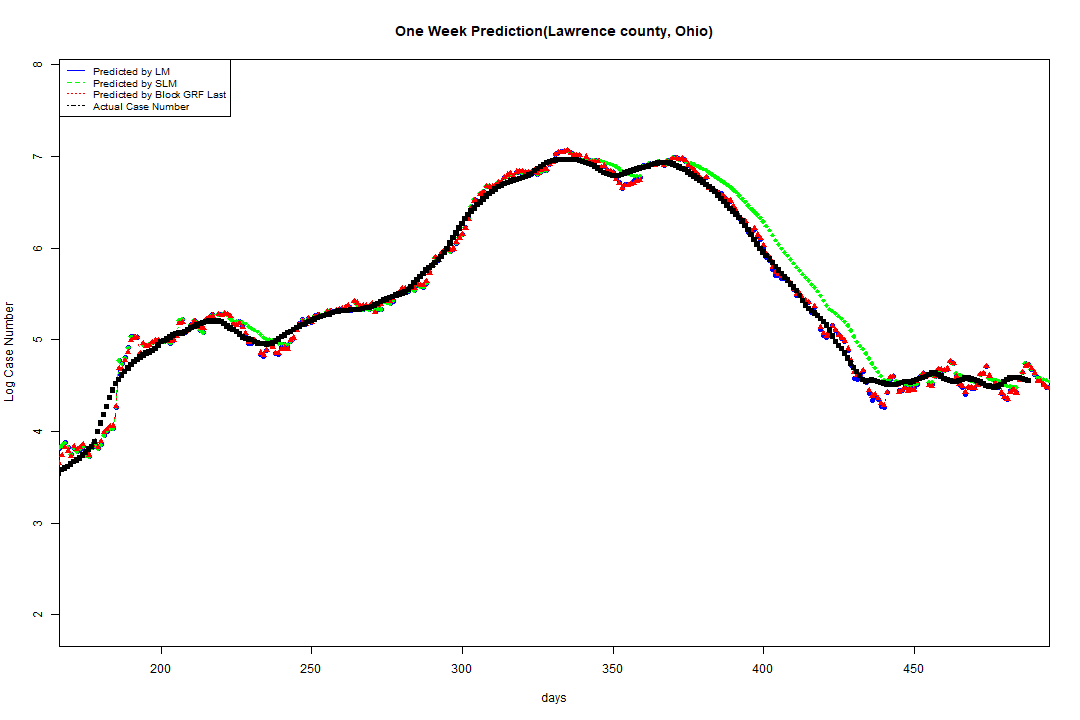 One Week Prediction(Lawrence county, Ohio)
Predicted by LM
Predicted by SLM
Predicted by Block GRF Last
Actual Case Number
8
7
6
5
4
3
2
Log Case Number
200 250 300 350 400 450
days